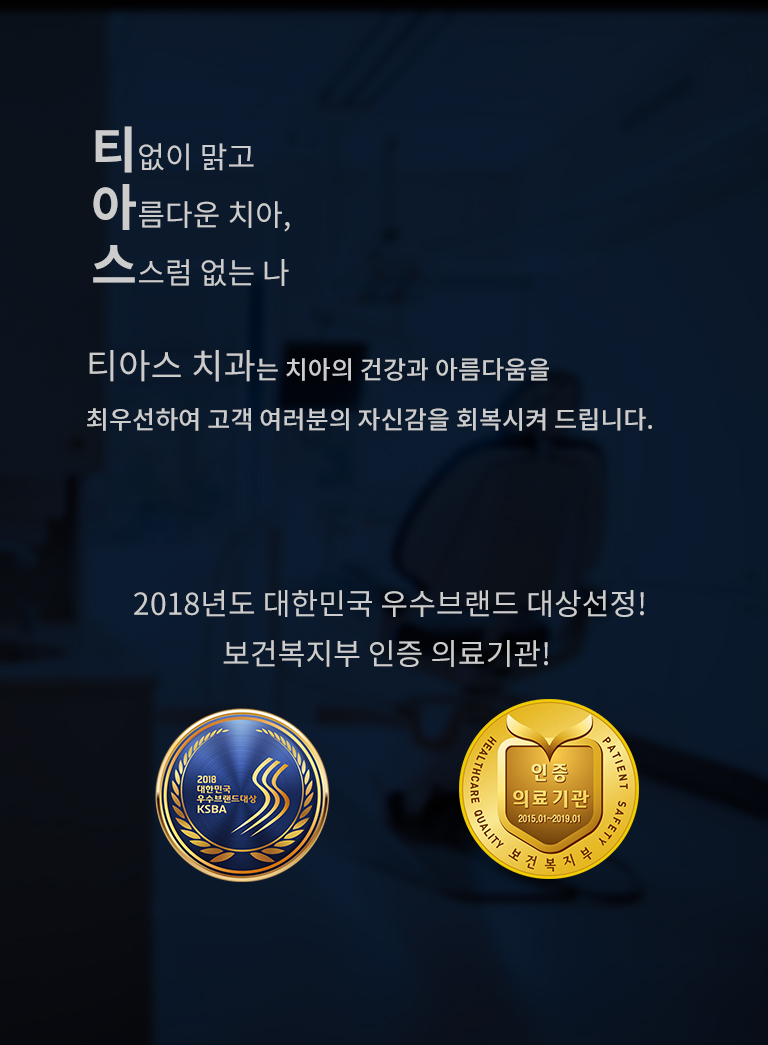 티없이 맑고
아름다운 치아,
스스럼 없는 나
티아스 치과는 치아의 건강과 아름다움을
최우선하여 고객 여러분의 자신감을 회복시켜 드립니다.
2018년도 대한민국 우수브랜드 대상선정!
보건복지부 인증 의료기관!
2018
대한민국
우수브랜드대상
KSBA
HEALTHCARE QUALITY
PATIENT SAFETY
인증
의료기관
2015.01~2019.01
보건복지부